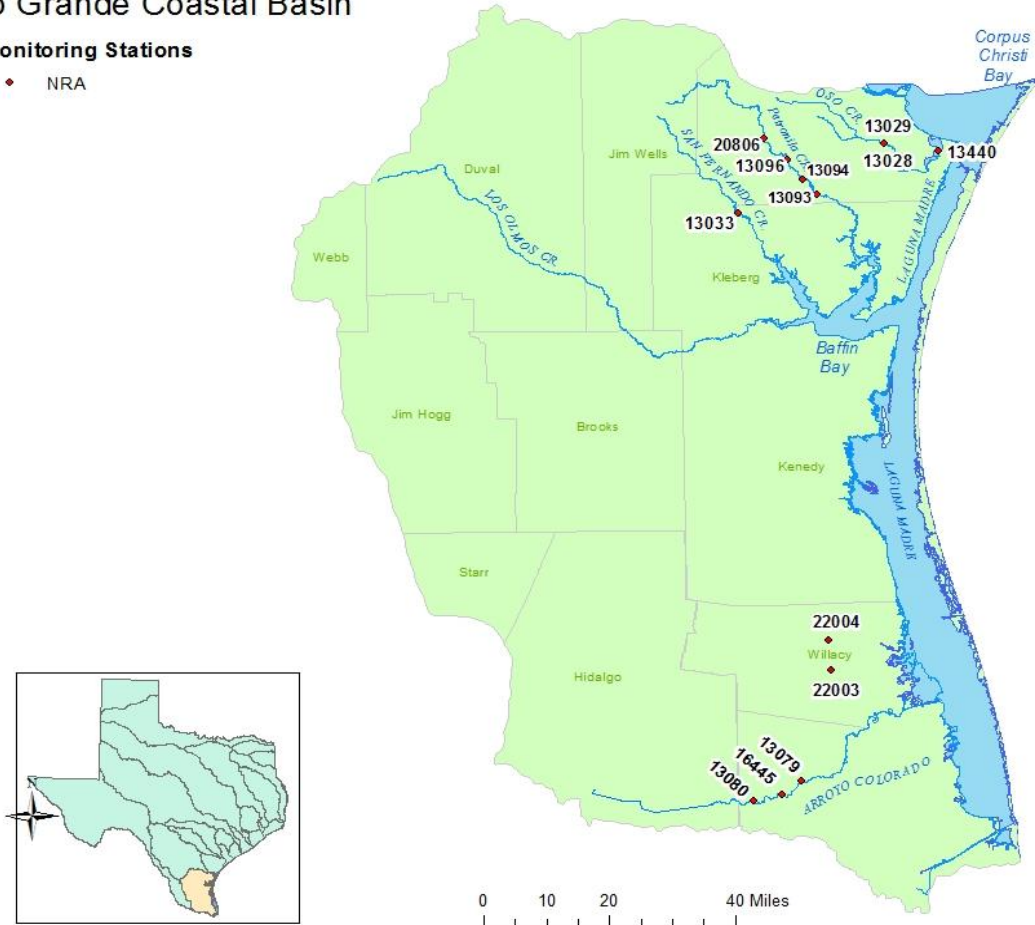 Grande Coastal Basin
onitoring Stations
NRA
Corpus
Christi
Bay
OSO CR.
13029
20806
Patronila CR.
13028
13440
13096
13094
SAN FERNANDO CR.
Jim Wells
Duval
13093
13033
LAGUNA MADRE
LOS OLMOS CR.
Webb
Kleberg
Baffin
Bay
Jim Hogg
Brooks
Kenedy
LAGUNA MADRE
Starr
22004
Willacy
22003
Hidalgo
13079
16445
13080
ARROYO COLORADO
N
0 10 20 40 Miles